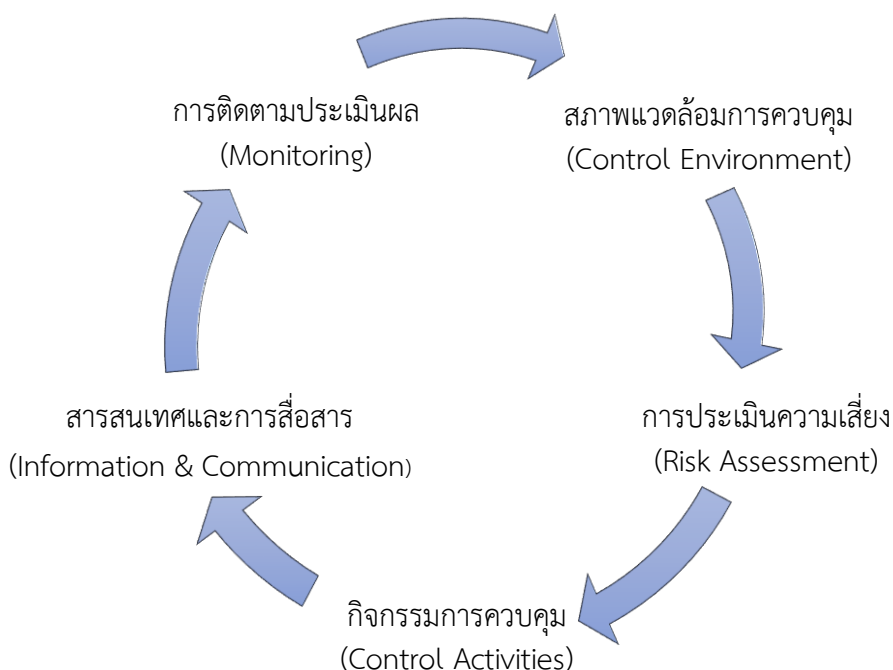 การติดตามประเมินผล
(Monitoring)
สภาพแวดล้อมการควบคุม
(Control Environment)
สารสนเทศและการสื่อสาร
(Information & Communication)
การประเมินความเสี่ยง
(Risk Assessment)
กิจกรรมการควบคุม
(Control Activities)